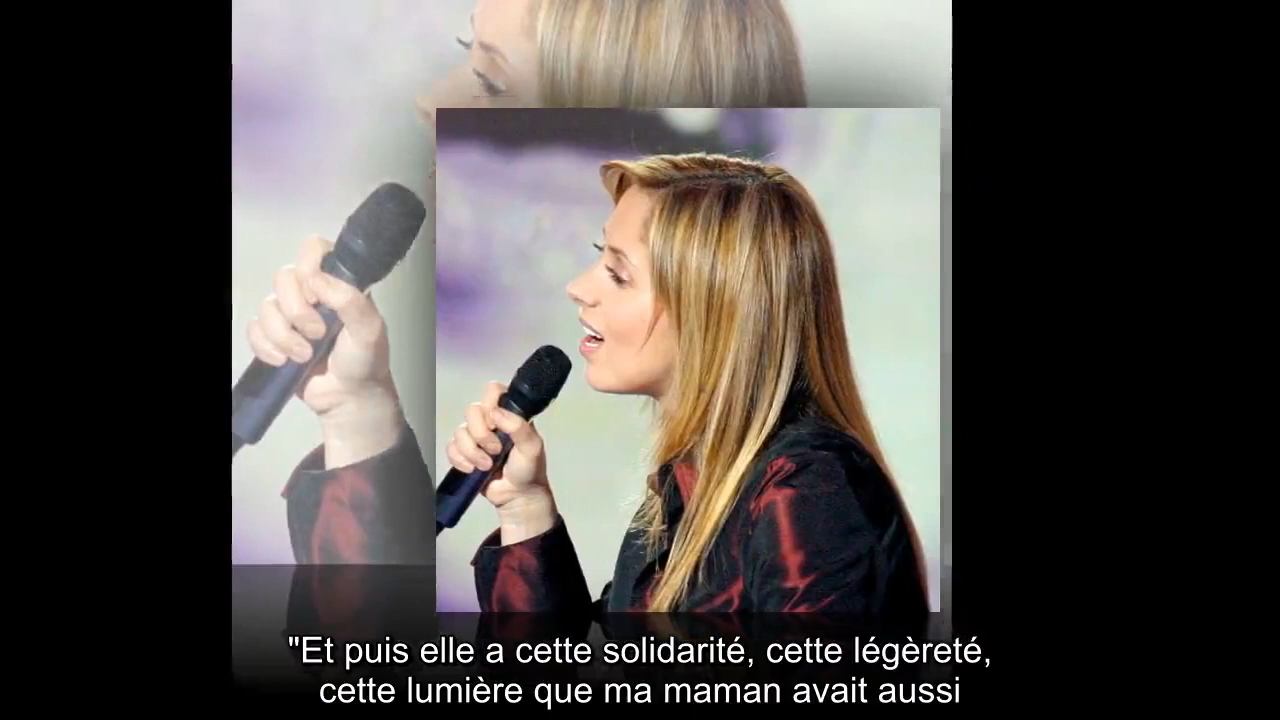 "Et puis elle a cette solidarité, cette légèreté,
cette lumière que ma maman avait aussi